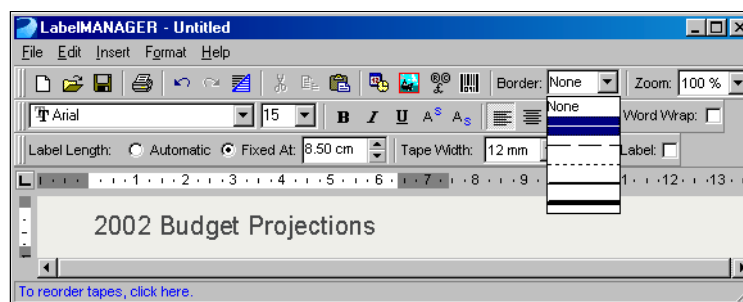 LabelMANAGER - Untitled
File Edit Insert Format Help
Border: None Zoom: 100 %
None
Arial 15 B I U A S A S Word Wrap:
Label Length: Automatic Fixed At: 8.50 cm Tape Width: 12 mm Label:
1 2 3 4 5 6 7 8 9 1 12 13
2002 Budget Projections
To reorder tapes, click here.